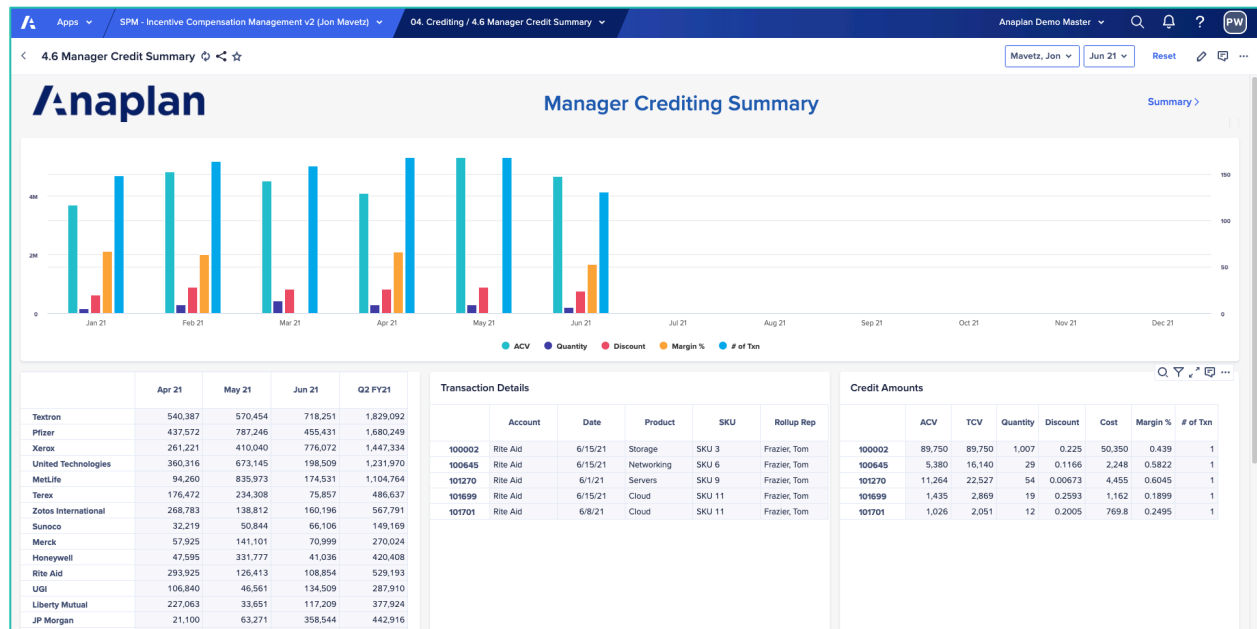 Apps SPM - Incentive Compensation Management v2 (Jon Mavetz) 04. Crediting / 4.6 Manager Credit Summary Anaplan Demo Master ? PW
4.6 Manager Credit Summary Mavetz, Jon Jun 21 Reset
Anaplan Manager Crediting Summary Summary
4M
2M
0
150
100
50
0
Jan 21 Feb 21 Mar 21 Apr 21 May 21 Jun 21 Jul 21 Aug 21 Sep 21 Oct 21 Nov 21 Dec 21
ACV Quantity Discount Margin % # of Txn
Apr 21 May 21 Jun 21 Q2 FY21
Textron 540,387 570,454 718,251 1,829,092
Pfizer 437,572 787,246 455,431 1,680,249
Xerox 261,221 410,040 776,072 1,447,334
United Technologies 360,316 673,145 198,509 1,231,970
MetLife 94,260 835,973 174,531 1,104,764
Terex 176,472 234,308 75,857 486,637
Zotos International 268,783 138,812 160,196 567,791
Sunoco 32,219 50,844 66,106 149,169
Merck 57,925 141,101 70,999 270,024
Honeywell 47,595 331,777 41,036 420,408
Rite Aid 293,925 126,413 108,854 529,193
UGI 106,840 46,561 134,509 287,910
Liberty Mutual 227,063 33,651 117,209 377,924
JP Morgan 21,100 63,271 358,544 442,916
Transaction Details
Account Date Product SKU Rollup Rep
100002 Rite Aid 6/15/21 Storage SKU 3 Frazier, Tom
100645 Rite Aid 6/15/21 Networking SKU 6 Frazier, Tom
101270 Rite Aid 6/1/21 Servers SKU 9 Frazier, Tom
101699 Rite Aid 6/15/21 Cloud SKU 11 Frazier, Tom
101701 Rite Aid 6/8/21 Cloud SKU 11 Frazier, Tom
Credit Amounts
ACV TCV Quantity Discount Cost Margin % # of Txn
100002 89,750 89,750 1,007 0.225 50,350 0.439 1
100645 5,380 16,140 29 0.1166 2,248 0.5822 1
101270 11,264 22,527 54 0.00673 4,455 0.6045 1
101699 1,435 2,869 19 0.2593 1,162 0.1899 1
101701 1,026 2,051 12 0.2005 769.8 0.2495 1